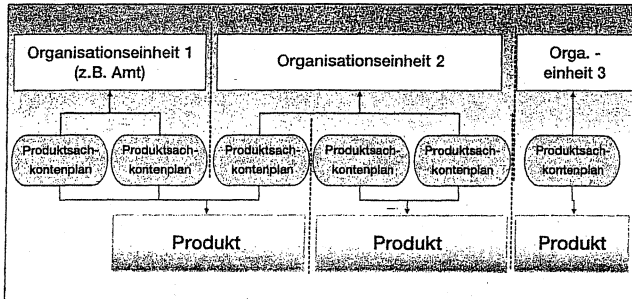 Organisationseinheit 1
(z.B. Amt)
Organisationseinheit 2
Orga. -
einheit 3
Produktsach-
kontenplan
Produktsach-
kontenplan
Produktsach-
kontenplan
Produktsach-
kontenplan
Produktsach-
kontenplan
Produktsach-
kontenplan
Produkt
Produkt
Produkt